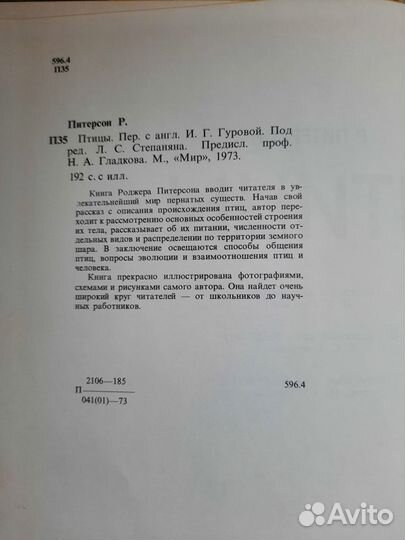 596.4
П35
Питерсон Р.
П35 Птицы. Пер. с англ. И. Г. Гуровой. Под
ред. Л. С. Степаняна. Предисл. проф.
Н. А. Гладкова. М., «Мир», 1973.
192 с. с илл.
Книга Роджера Питерсона вводит читателя в ув-
лекательнейший мир пернатых существ. Начав свой
рассказ с описания происхождения птиц, автор пере-
ходит к рассмотрению основных особенностей строения
их тела, рассказывает об их питании, численности от-
дельных видов и распределении по территории земного
шара. В заключение освещаются способы общения
птиц, вопросы эволюции и взаимоотношения птиц и
человека.
Книга прекрасно иллюстрирована фотографиями,
схемами и рисунками самого автора. Она найдет очень
широкий круг читателей — от школьников до науч-
ных работников.
2106—185
П
041(01)—73
596.4
Avito